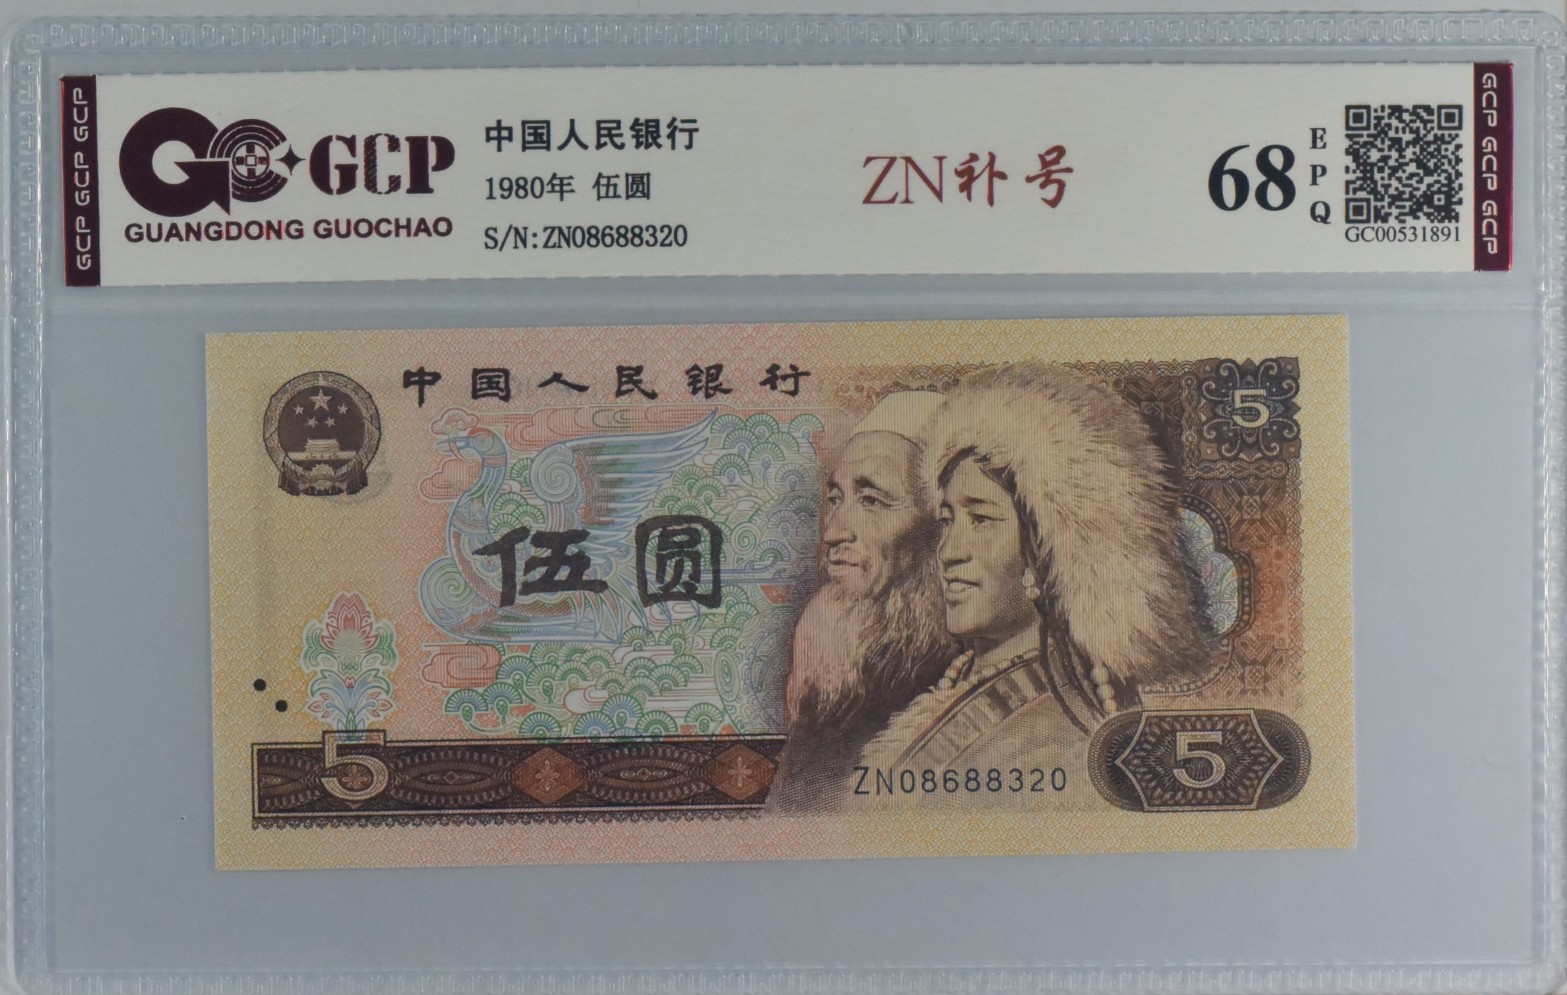 GCP GCP GCP
GCP
GUANGDONG GUOCHAO
中国人民银行
1980年 伍圆
S/N:ZN08688320
ZN补号
68
EPQ
GC00531891
GCP GCP GCP
中国人民银行
5
伍圆
5
ZN08688320
5